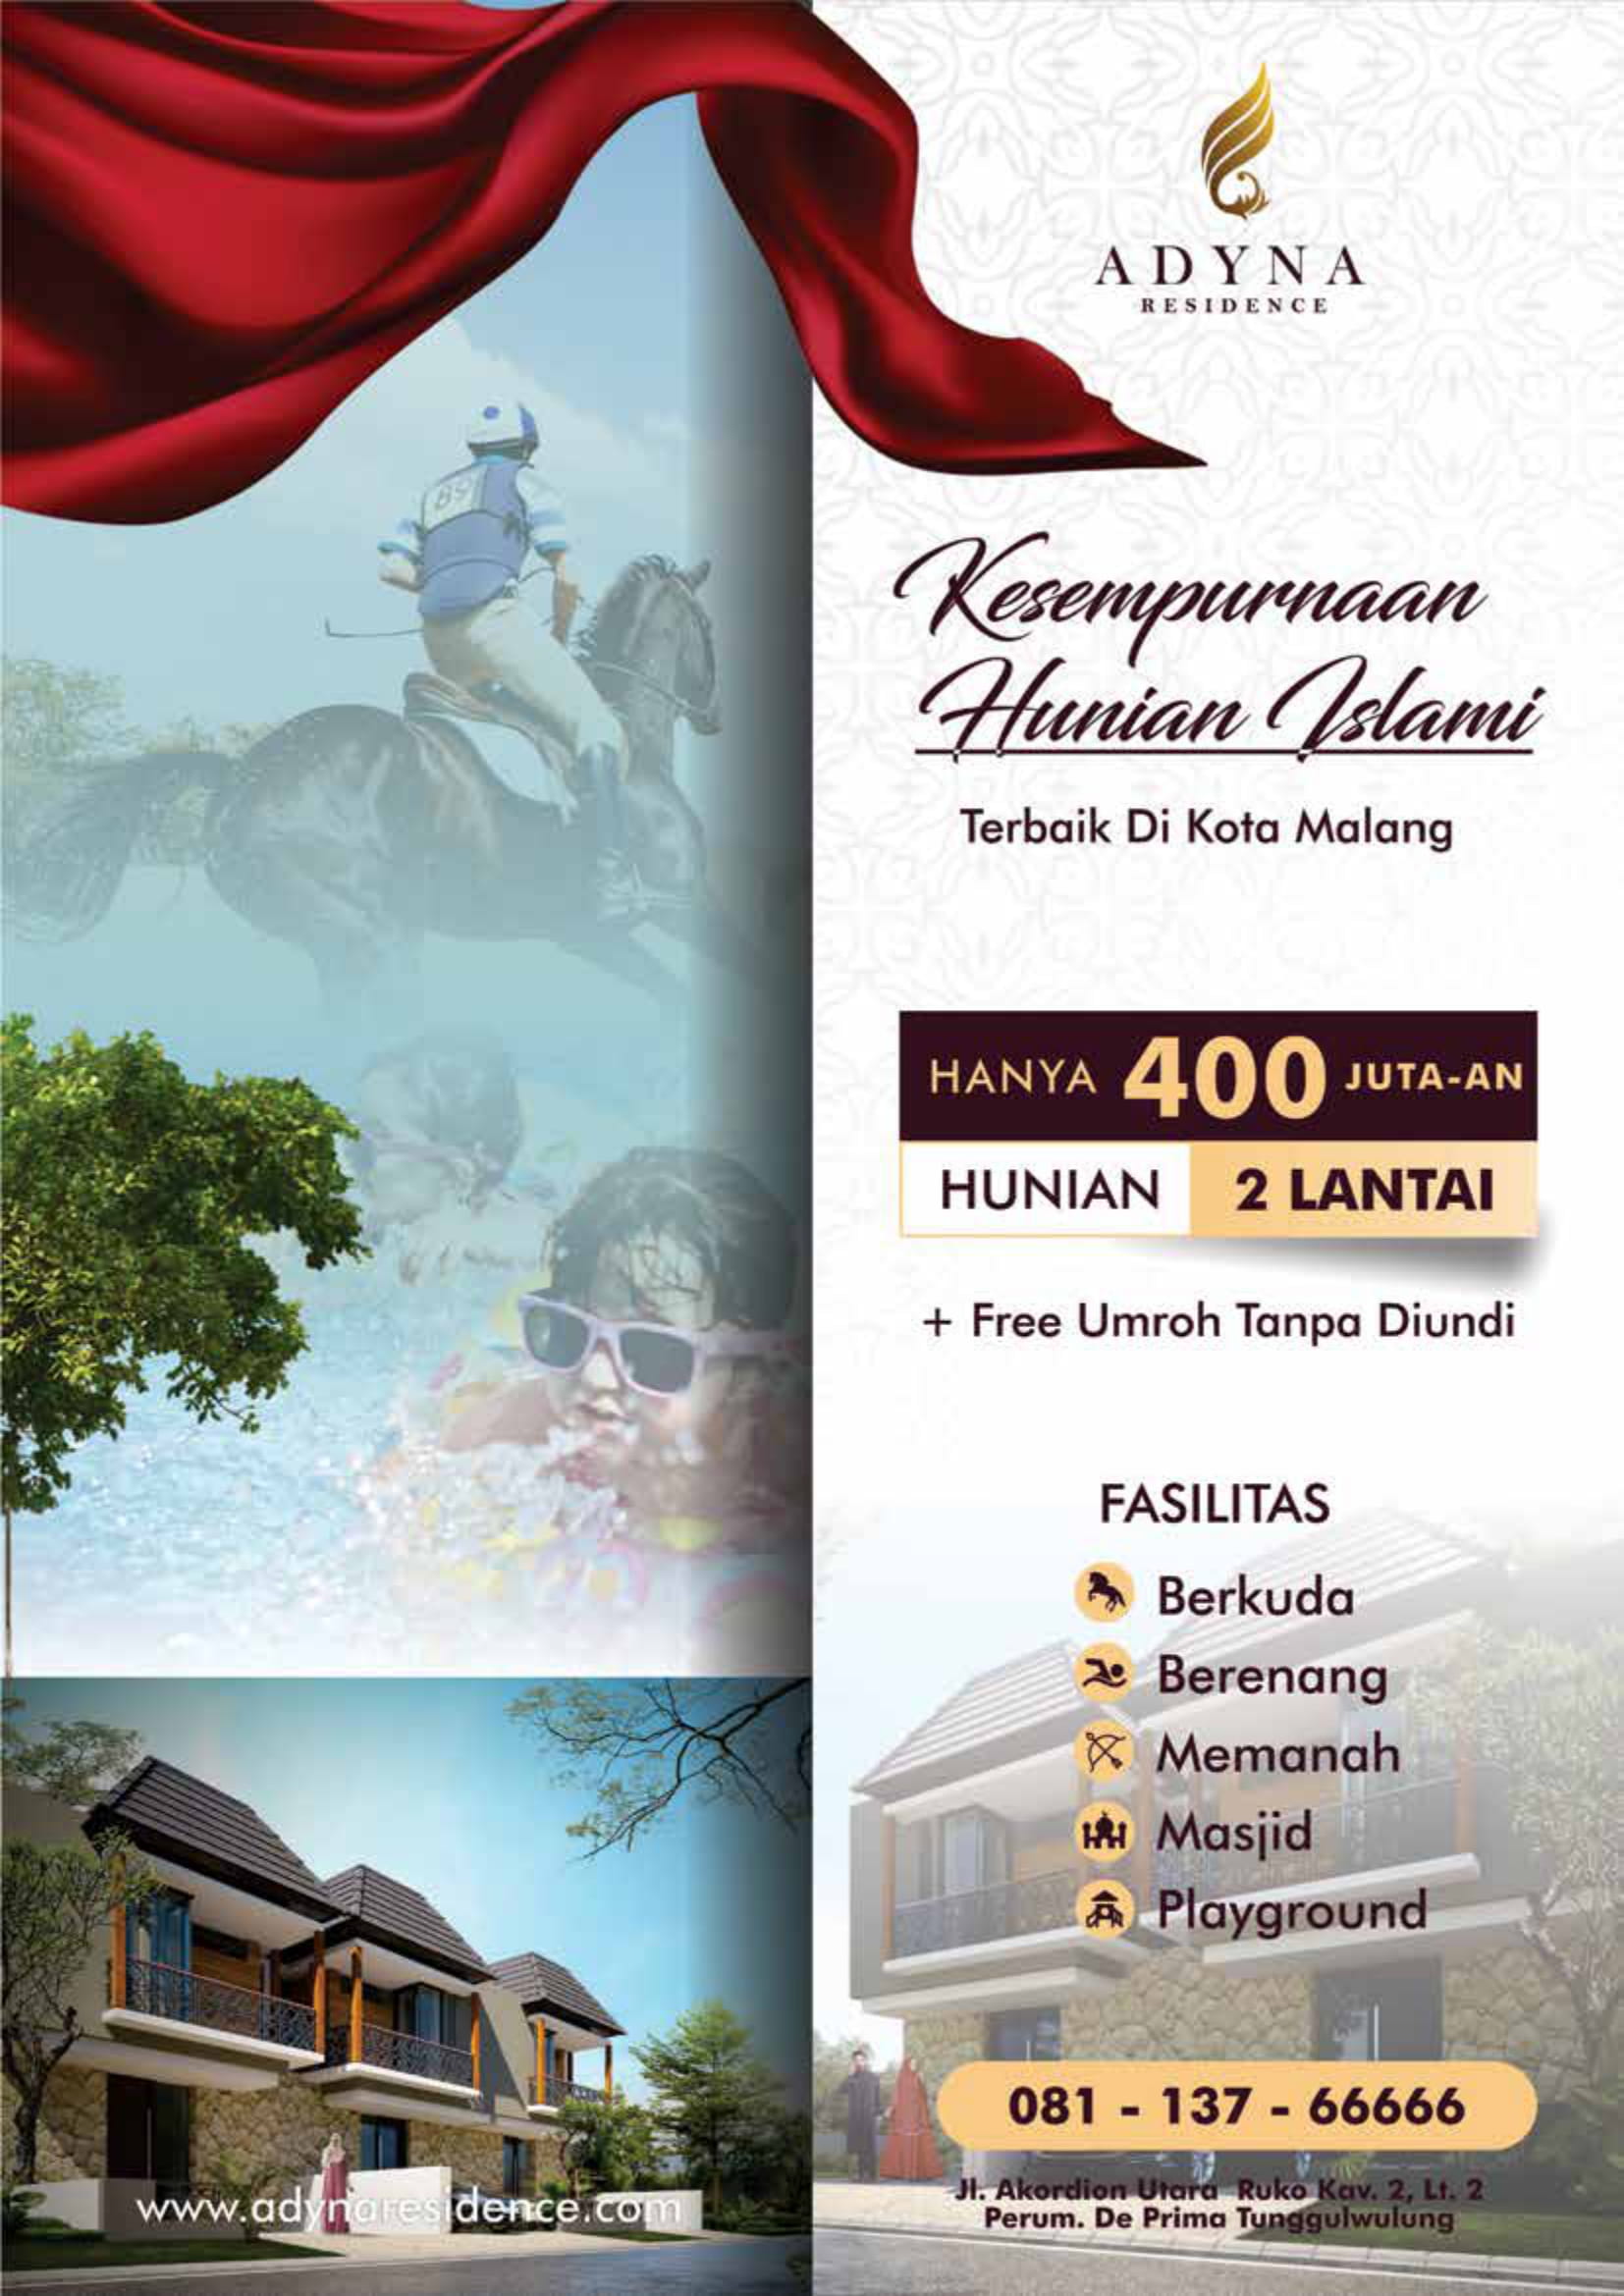 ADYNA
RESIDENCE
89
Kesempurnaan
Hunian Islami
Terbaik Di Kota Malang
HANYA 400 JUTA-AN
HUNIAN 2 LANTAI
+ Free Umroh Tanpa Diundi
FASILITAS
Berkuda
Berenang
Memanah
Masjid
Playground
081 - 137 - 66666
Jl. Akordion Utara Ruko Kav. 2, Lt. 2
Perum. De Prima Tunggulwulung
www.adynaresidence.com